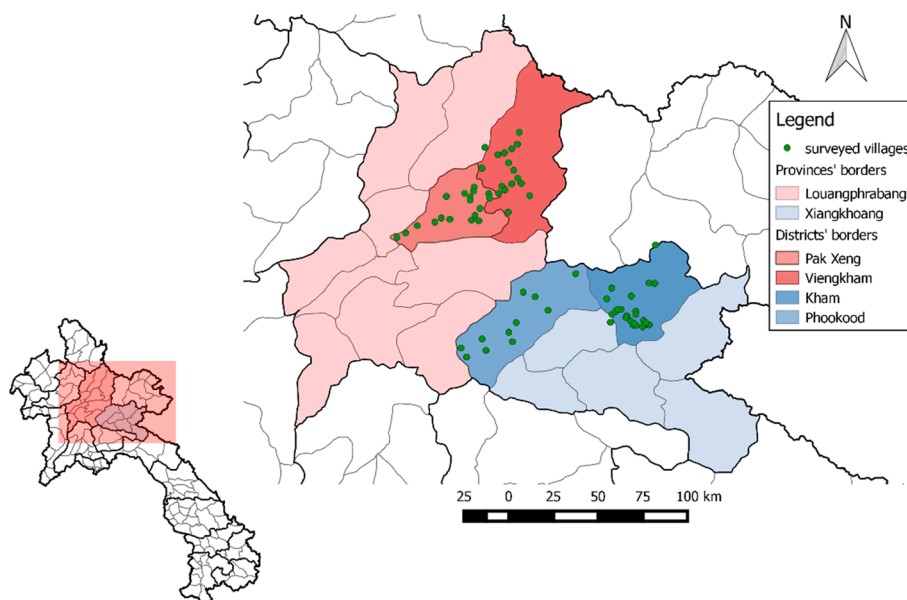 N
Legend
surveyed villages
Provinces' borders
Louangphrabang
Xiangkhoang
Districts' borders
Pak Xeng
Viengkham
Kham
Phookood
25 0 25 50 75 100 km